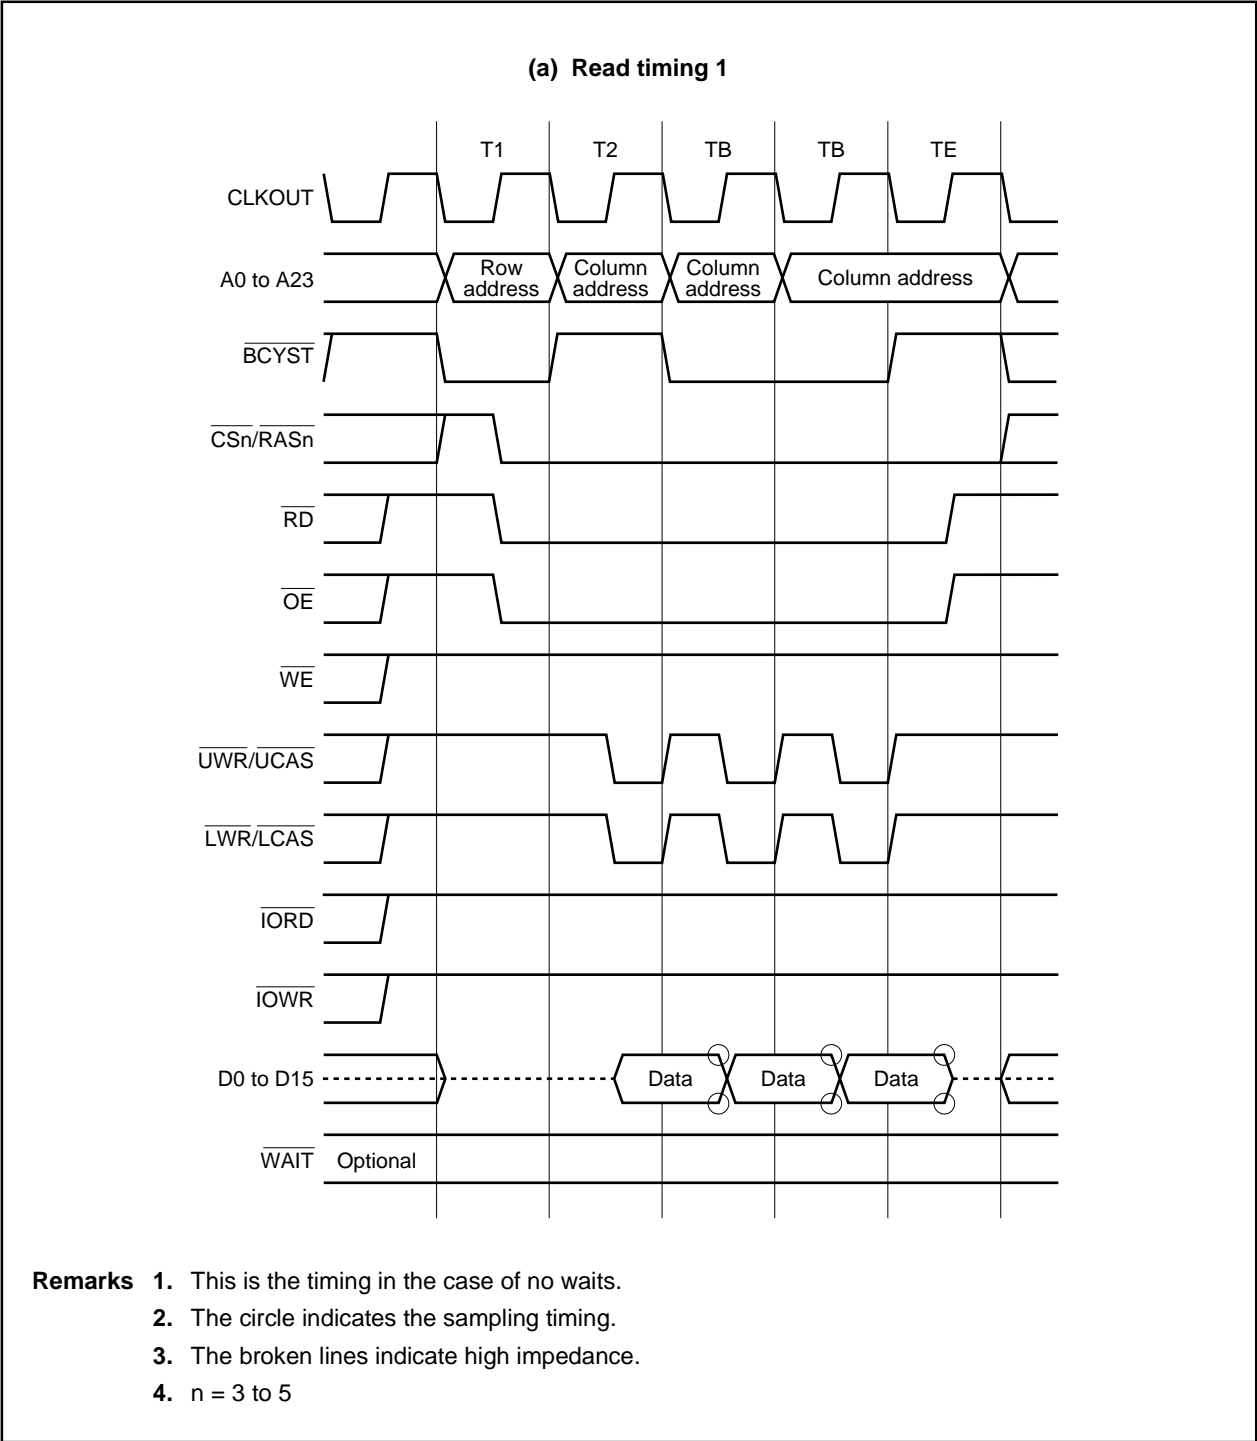 (a) Read timing 1
T1 T2 TB TB TE
CLKOUT
A0 to A23
Row address
Column address
Column address
Column address
BCYST
CSn/RASn
RD
OE
WE
UWR/UCAS
LWR/LCAS
IORD
IOWR
D0 to D15 Data Data Data
WAIT Optional
Remarks 1. This is the timing in the case of no waits.
2. The circle indicates the sampling timing.
3. The broken lines indicate high impedance.
4. n = 3 to 5